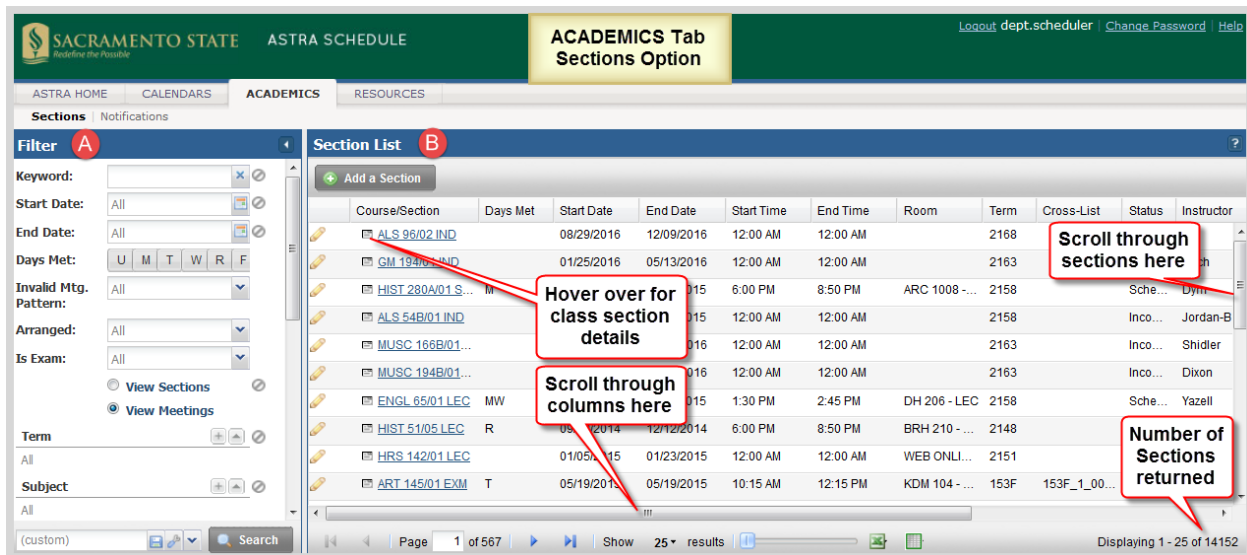 SACRAMENTO STATE
Redefine the Possible
ASTRA SCHEDULE
ACADEMICS Tab
Sections Option
Logout dept.scheduler | Change Password | Help
ASTRA HOME CALENDARS ACADEMICS RESOURCES
Sections | Notifications
Filter A
Keyword:
Start Date: All
End Date: All
Days Met: U M T W R F
Invalid Mtg. Pattern: All
Arranged: All
Is Exam: All
View Sections
View Meetings
Term
All
Subject
All
(custom) Search
Section List B ?
Add a Section
Course/Section Days Met Start Date End Date Start Time End Time Room Term Cross-List Status Instructor
ALS 96/02 IND 08/29/2016 12/09/2016 12:00 AM 12:00 AM 2168
GM 194/01 IND 01/25/2016 05/13/2016 12:00 AM 12:00 AM 2163
HIST 280A/01 S... M 6:00 PM 8:50 PM ARC 1008 -... 2158 Sche... Dym
ALS 54B/01 IND 12:00 AM 12:00 AM 2158 Inco... Jordan-B
MUSC 166B/01... 12:00 AM 12:00 AM 2163 Inco... Shidler
MUSC 194B/01... 12:00 AM 12:00 AM 2163 Inco... Dixon
ENGL 65/01 LEC MW 1:30 PM 2:45 PM DH 206 - LEC 2158 Sche... Yazell
HIST 51/05 LEC R 12/12/2014 6:00 PM 8:50 PM BRH 210 - ... 2148
HRS 142/01 LEC 01/05/2015 01/23/2015 12:00 AM 12:00 AM WEB ONLI... 2151
ART 145/01 EXM T 05/19/2015 05/19/2015 10:15 AM 12:15 PM KDM 104 - ... 153F 153F_1_00...
Hover over for
class section
details
Scroll through
columns here
Scroll through
sections here
Number of
Sections
returned
Page 1 of 567 Show 25 results Displaying 1 - 25 of 14152